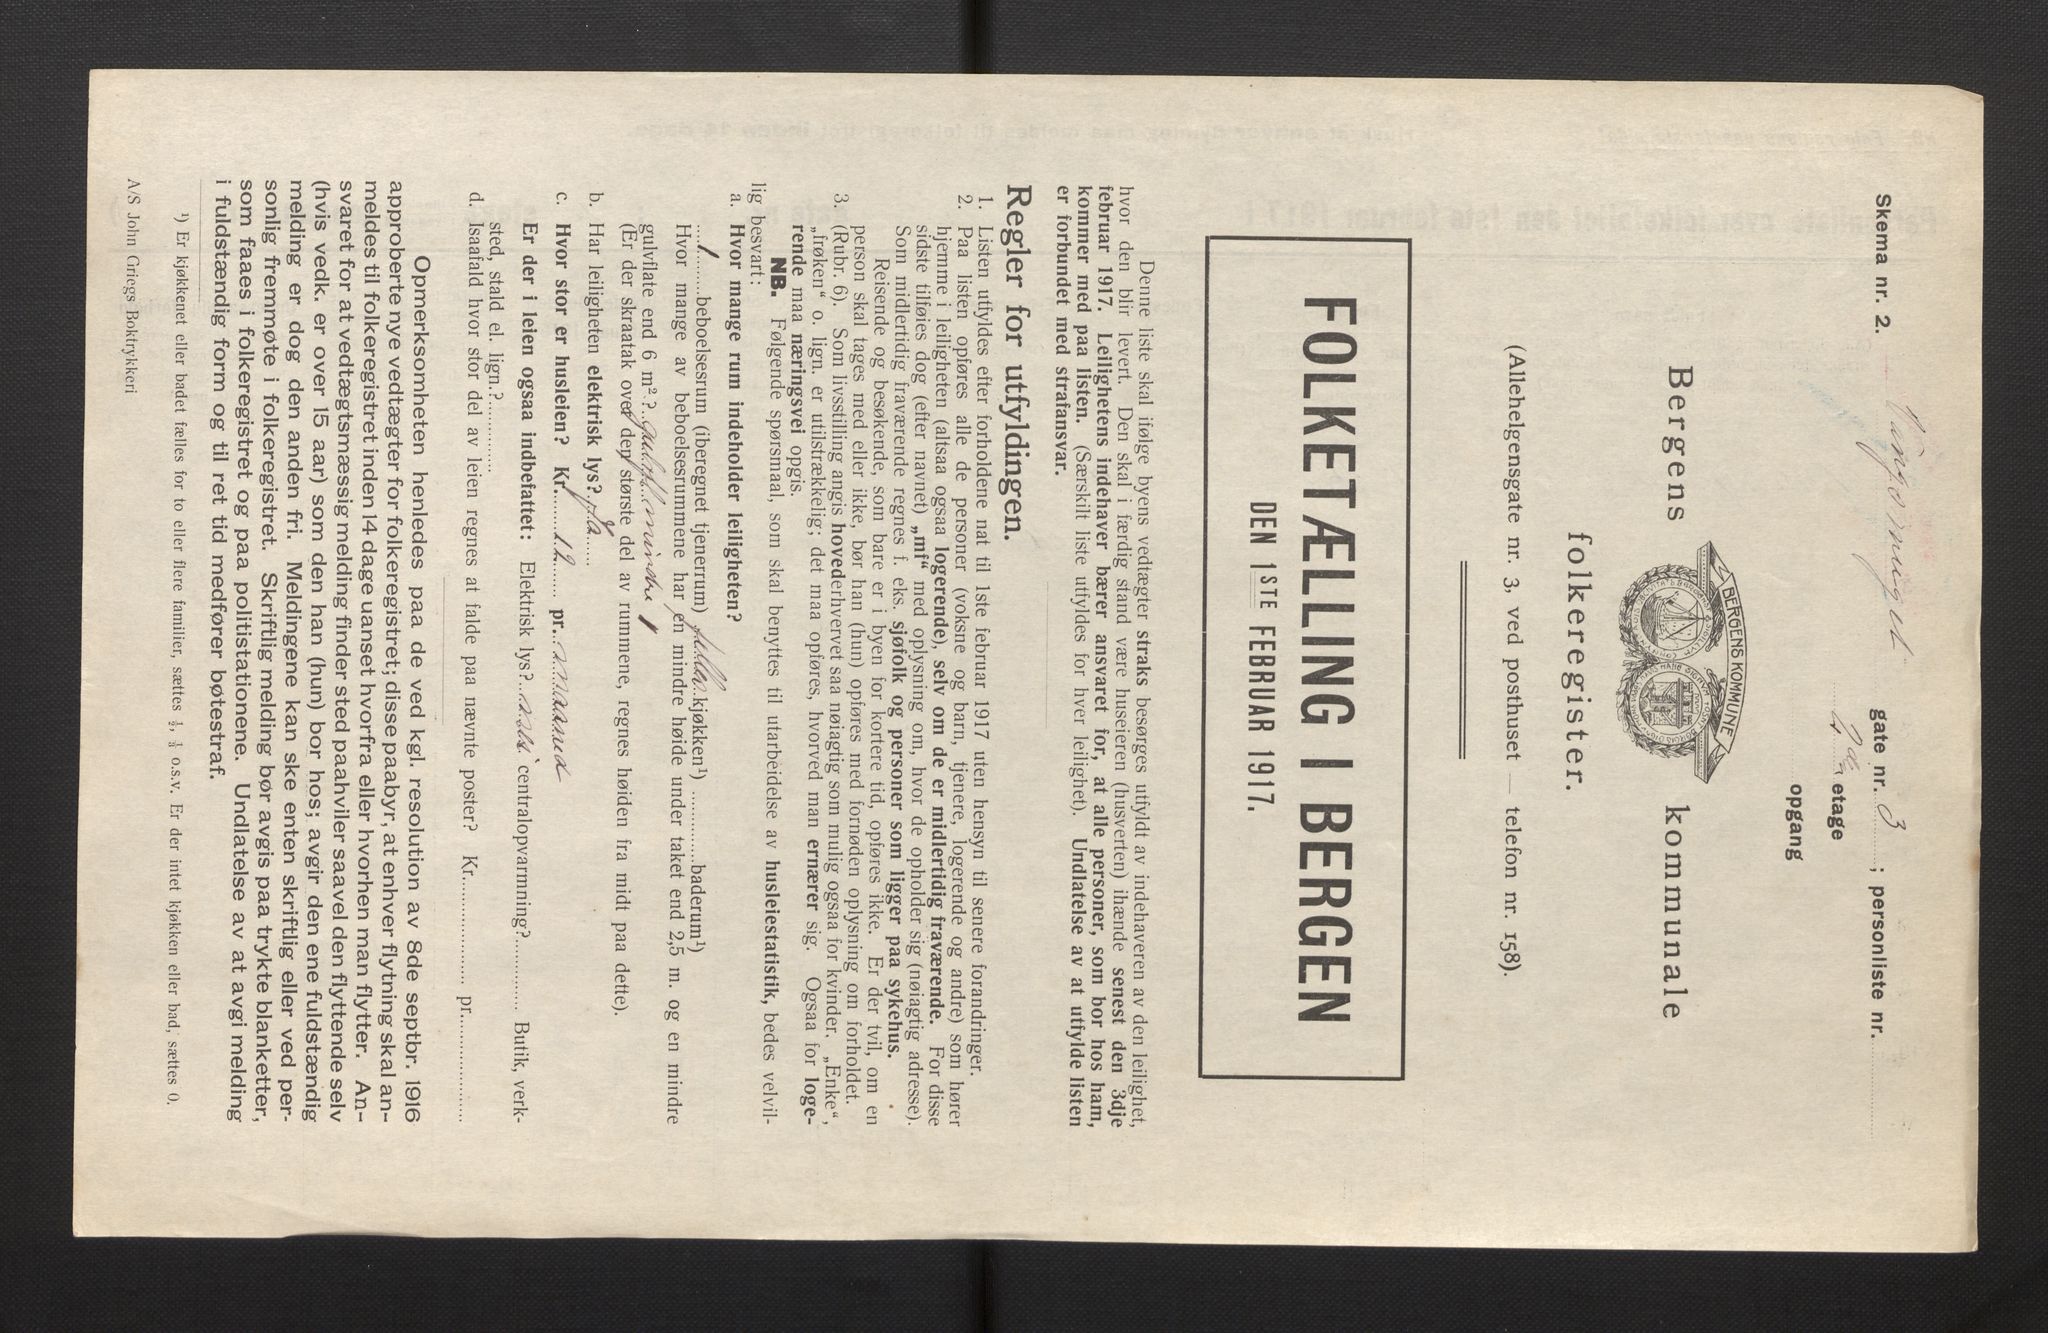 Skema nr. 2.
gate nr. 3 ; personliste nr.
2den etage
opgang
BERGENS KOMMUNE
Bergens kommunale
folkeregister.
(Allehelgensgate nr. 3, ved posthuset — telefon nr. 158).
FOLKETÆLLING I BERGEN
DEN 1STE FEBRUAR 1917.
Denne liste skal ifølge byens vedtægter straks besørges utfyldt av indehaveren av den leilighet,
hvor den blir levert. Den skal i færdig stand være huseieren (husverten) ihænde senest den 3dje
februar 1917. Leilighetens indehaver bærer ansvaret for, at alle personer, som bor hos ham,
kommer med paa listen. (Særskilt liste utfyldes for hver leilighet). Undlatelse av at utfylde listen
er forbundet med strafansvar.
Regler for utfyldingen.
1. Listen utfyldes efter forholdene nat til 1ste februar 1917 uten hensyn til senere forandringer.
2. Paa listen opføres alle de personer (voksne og barn, tjenere, logerende og andre) som hører
hjemme i leiligheten (altsaa ogsaa logerende), selv om de er midlertidig fraværende. For disse
sidste tilføies dog (efter navnet) „mf“ med oplysning om, hvor de opholder sig (nøiagtig adresse).
Som midlertidig fraværende regnes f. eks. sjøfolk og personer som ligger paa sykehus.
Reisende og besøkende, som bare er i byen for kortere tid, opføres ikke. Er der tvil, om en
person skal tages med eller ikke, bør han (hun) opføres med fornøden oplysning om forholdet.
3. (Rubr. 6). Som livsstilling angis hovederhvervet saa nøiagtig som mulig ogsaa for kvinder. „Enke“,
„frøken“ o. lign. er utilstrækkelig; det maa opføres, hvorved man ernærer sig. Ogsaa for loge-
rende maa næringsvei opgis.
NB. Følgende spørsmaal, som skal benyttes til utarbeidelse av husleiestatistik, bedes velvil-
lig besvart:
a. Hvor mange rum indeholder leiligheten?
1 beboelsesrum (iberegnet tjenerrum) felles kjøkken¹) baderum¹)
Hvor mange av beboelsesrummene har en mindre høide under taket end 2,5 m. og en mindre
gulvflate end 6 m².? gulvfl. mindre 1
(Er der skraatak over den største del av rummene, regnes høiden fra midt paa dette).
b. Har leiligheten elektrisk lys? Ja
c. Hvor stor er husleien? Kr. 12 pr. maaned
Er der i leien ogsaa indbefattet: Elektrisk lys? centralopvarmning? Butik, verk-
sted, stald el. lign.?
d. Isaafald hvor stor del av leien regnes at falde paa nævnte poster? Kr. pr.
Opmerksomheten henledes paa de ved kgl. resolution av 8de septbr. 1916
approberte nye vedtægter for folkeregistret; disse paabyr, at enhver flytning skal an-
meldes til folkeregistret inden 14 dage uanset hvorfra eller hvorhen man flytter. An-
svaret for at vedtægtsmæssig melding finder sted paahviler saavel den flyttende selv
(hvis vedk. er over 15 aar) som den han (hun) bor hos; avgir den ene fuldstændig
melding er dog den anden fri. Meldingene kan ske enten skriftlig eller ved per-
sonlig fremmøte i folkeregistret. Skriftlig melding bør avgis paa trykte blanketter,
som faaes i folkeregistret og paa politistationene. Undlatelse av at avgi melding
i fuldstændig form og til ret tid medfører bøtestraf.
¹) Er kjøkkenet eller badet fælles for to eller flere familier, sættes ½, ⅓ o.s.v. Er der intet kjøkken eller bad, sættes 0.
A/S John Griegs Boktrykkeri